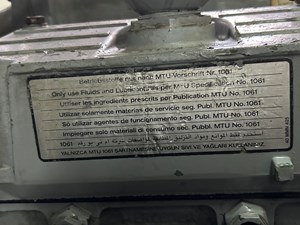 Betriebsstoffe nur nach MTU-Vorschrift Nr. 1061
Only use Fluids and Lubricants as per MTU Specification No. 1061
Utiliser les ingrédients prescrits par Publication MTU No. 1061
Utilizar solamente materias de servicio seg. Publ. MTU No. 1061
Só utilizar agentes de funcionamento seg. Publ. MTU No. 1061
Impiegare solo materiali di consumo sec. Pubbl. MTU No. 1061
MTU 1061